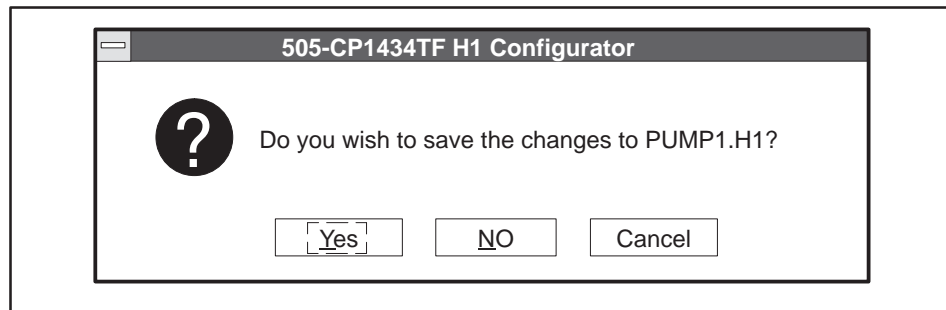 505-CP1434TF H1 Configurator
?
Do you wish to save the changes to PUMP1.H1?
Yes NO Cancel